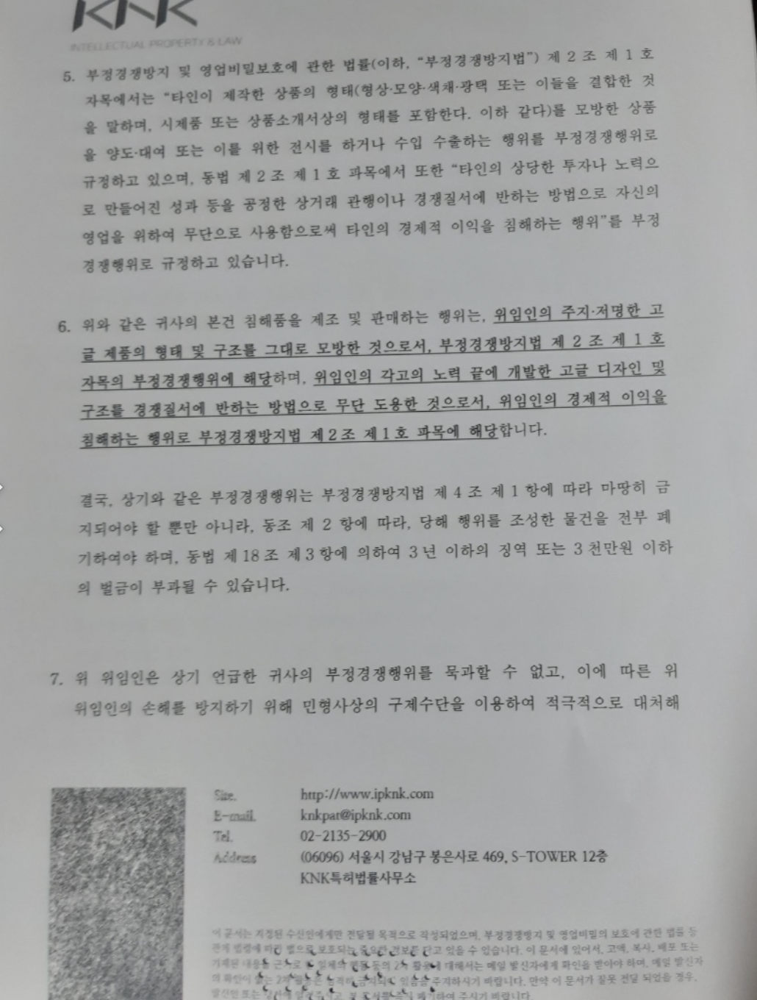 KNK
INTELLECTUAL PROPERTY & LAW
5. 부정경쟁방지 및 영업비밀보호에 관한 법률(이하, “부정경쟁방지법”) 제 2 조 제 1 호
자목에서는 “타인이 제작한 상품의 형태(형상·모양·색채·광택 또는 이들을 결합한 것
을 말하며, 시제품 또는 상품소개서상의 형태를 포함한다. 이하 같다)를 모방한 상품
을 양도·대여 또는 이를 위한 전시를 하거나 수입 수출하는 행위를 부정경쟁행위로
규정하고 있으며, 동법 제 2 조 제 1 호 파목에서 또한 “타인의 상당한 투자나 노력으
로 만들어진 성과 등을 공정한 상거래 관행이나 경쟁질서에 반하는 방법으로 자신의
영업을 위하여 무단으로 사용함으로써 타인의 경제적 이익을 침해하는 행위”를 부정
경쟁행위로 규정하고 있습니다.
6. 위와 같은 귀사의 본건 침해품을 제조 및 판매하는 행위는, 위임인의 주지·저명한 고
글 제품의 형태 및 구조를 그대로 모방한 것으로서, 부정경쟁방지법 제 2 조 제 1 호
자목의 부정경쟁행위에 해당하며, 위임인의 각고의 노력 끝에 개발한 고글 디자인 및
구조를 경쟁질서에 반하는 방법으로 무단 도용한 것으로서, 위임인의 경제적 이익을
침해하는 행위로 부정경쟁방지법 제 2 조 제 1 호 파목에 해당합니다.
결국, 상기와 같은 부정경쟁행위는 부정경쟁방지법 제 4 조 제 1 항에 따라 마땅히 금
지되어야 할 뿐만 아니라, 동조 제 2 항에 따라, 당해 행위를 조성한 물건을 전부 폐
기하여야 하며, 동법 제 18 조 제 3 항에 의하여 3 년 이하의 징역 또는 3 천만원 이하
의 벌금이 부과될 수 있습니다.
7. 위 위임인은 상기 언급한 귀사의 부정경쟁행위를 묵과할 수 없고, 이에 따른 위
위임인의 손해를 방지하기 위해 민형사상의 구제수단을 이용하여 적극적으로 대처해
Site. http://www.ipknk.com
E-mail. knkpat@ipknk.com
Tel. 02-2135-2900
Address (06096) 서울시 강남구 봉은사로 469, S-TOWER 12층
KNK특허법률사무소
이 문서는 지정된 수신인에게만 전달될 목적으로 작성되었으며, 부정경쟁방지 및 영업비밀의 보호에 관한 법률 등
관계 법령에 따라 법으로 보호되는 중요한 정보를 담고 있을 수 있습니다. 이 문서에 있어서, 고액, 복사, 배포 또는
기재된 내용을 근 로 일체의 행동 등의 2차 활용에 대해서는 메일 발신자에게 확인을 받아야 하며, 메일 발신자
의 확인이 없는 2차 있음을 주지하시기 바랍니다. 만약 이 문서가 잘못 전달 되었을 경우,
발신인 또는 하여 주시기 바랍니다.